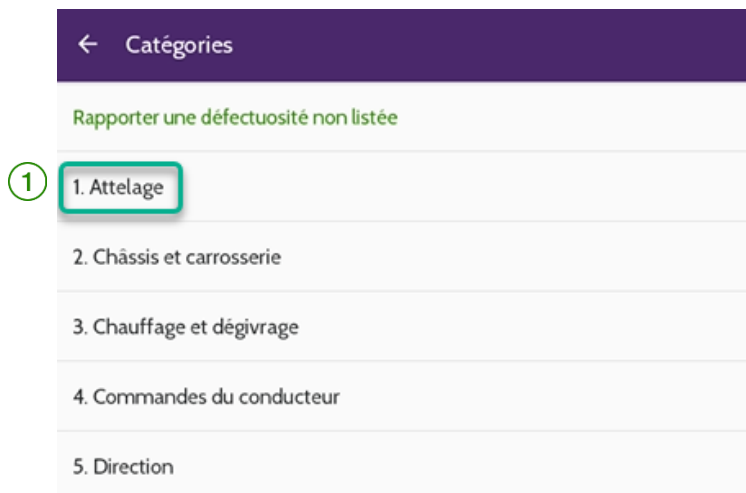 Catégories
Rapporter une défectuosité non listée
1
1. Attelage
2. Châssis et carrosserie
3. Chauffage et dégivrage
4. Commandes du conducteur
5. Direction